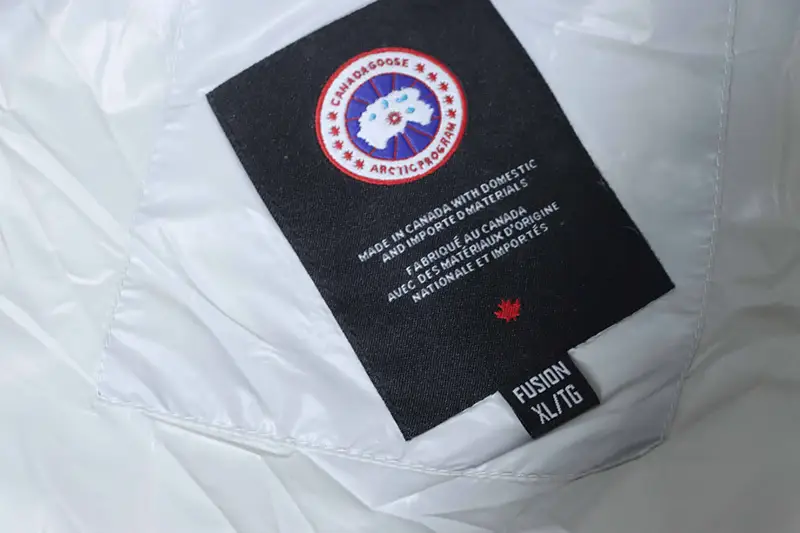 CANADA GOOSE
ARCTIC PROGRAM
MADE IN CANADA WITH DOMESTIC
AND IMPORTED MATERIALS
FABRIQUÉ AU CANADA
AVEC DES MATÉRIAUX D'ORIGINE
NATIONALE ET IMPORTÉS
FUSION
XL/TG